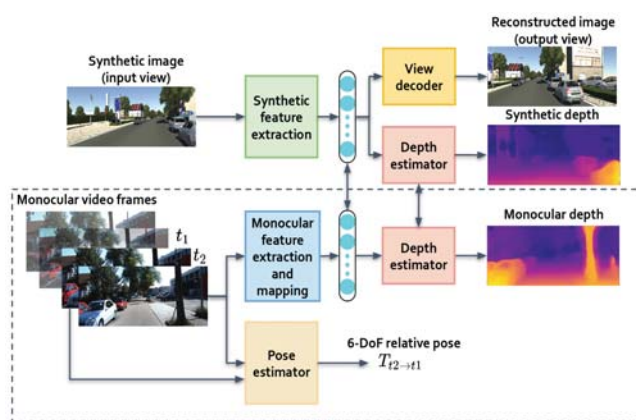 Synthetic image
(input view)
Synthetic
feature
extraction
View
decoder
Reconstructed image
(output view)
Synthetic depth
Depth
estimator
Monocular video frames
t1
t2
Monocular
feature
extraction
and
mapping
Depth
estimator
Monocular depth
Pose
estimator
6-DoF relative pose
Tt2→t1